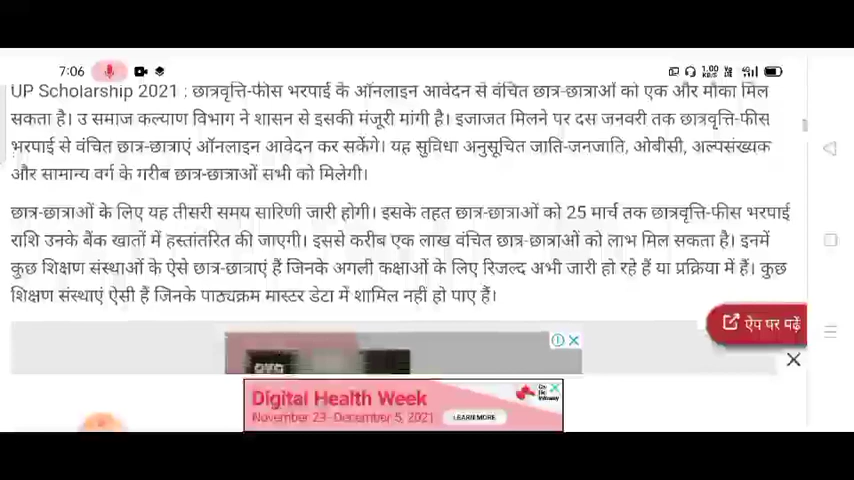 7:06
1.00 KB/S
4G
UP Scholarship 2021 : छात्रवृत्ति-फीस भरपाई के ऑनलाइन आवेदन से वंचित छात्र-छात्राओं को एक और मौका मिल
सकता है। उ समाज कल्याण विभाग ने शासन से इसकी मंजूरी मांगी है। इजाजत मिलने पर दस जनवरी तक छात्रवृत्ति-फीस
भरपाई से वंचित छात्र-छात्राएं ऑनलाइन आवेदन कर सकेंगे। यह सुविधा अनुसूचित जाति-जनजाति, ओबीसी, अल्पसंख्यक
और सामान्य वर्ग के गरीब छात्र-छात्राओं सभी को मिलेगी।
छात्र-छात्राओं के लिए यह तीसरी समय सारिणी जारी होगी। इसके तहत छात्र-छात्राओं को 25 मार्च तक छात्रवृत्ति-फीस भरपाई
राशि उनके बैंक खातों में हस्तांतरित की जाएगी। इससे करीब एक लाख वंचित छात्र-छात्राओं को लाभ मिल सकता है। इनमें
कुछ शिक्षण संस्थाओं के ऐसे छात्र-छात्राएं हैं जिनके अगली कक्षाओं के लिए रिजल्ट अभी जारी हो रहे हैं या प्रक्रिया में हैं। कुछ
शिक्षण संस्थाएं ऐसी हैं जिनके पाठ्यक्रम मास्टर डेटा में शामिल नहीं हो पाए हैं।
ऐप पर पढ़ें
Digital Health Week
November 23-December 5, 2021
LEARN MORE